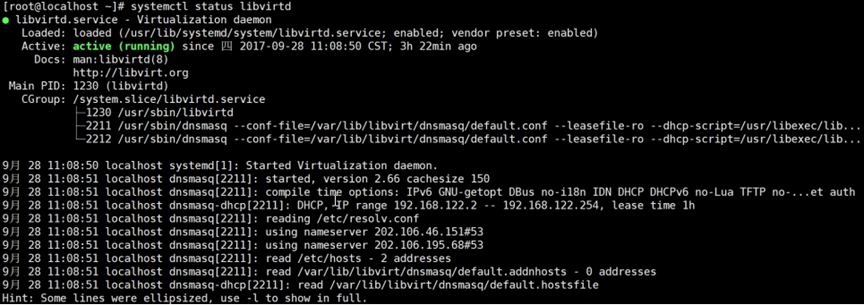 [root@localhost ~]# systemctl status libvirtd
● libvirtd.service - Virtualization daemon
Loaded: loaded (/usr/lib/systemd/system/libvirtd.service; enabled; vendor preset: enabled)
Active: active (running) since 四 2017-09-28 11:08:50 CST; 3h 22min ago
Docs: man:libvirtd(8)
http://libvirt.org
Main PID: 1230 (libvirtd)
CGroup: /system.slice/libvirtd.service
├─1230 /usr/sbin/libvirtd
├─2211 /usr/sbin/dnsmasq --conf-file=/var/lib/libvirt/dnsmasq/default.conf --leasefile-ro --dhcp-script=/usr/libexec/lib...
└─2212 /usr/sbin/dnsmasq --conf-file=/var/lib/libvirt/dnsmasq/default.conf --leasefile-ro --dhcp-script=/usr/libexec/lib...
9月 28 11:08:50 localhost systemd[1]: Started Virtualization daemon.
9月 28 11:08:51 localhost dnsmasq[2211]: started, version 2.66 cachesize 150
9月 28 11:08:51 localhost dnsmasq[2211]: compile time options: IPv6 GNU-getopt DBus no-i18n IDN DHCP DHCPv6 no-Lua TFTP no-...et auth
9月 28 11:08:51 localhost dnsmasq-dhcp[2211]: DHCP, IP range 192.168.122.2 -- 192.168.122.254, lease time 1h
9月 28 11:08:51 localhost dnsmasq[2211]: reading /etc/resolv.conf
9月 28 11:08:51 localhost dnsmasq[2211]: using nameserver 202.106.46.151#53
9月 28 11:08:51 localhost dnsmasq[2211]: using nameserver 202.106.195.68#53
9月 28 11:08:51 localhost dnsmasq[2211]: read /etc/hosts - 2 addresses
9月 28 11:08:51 localhost dnsmasq[2211]: read /var/lib/libvirt/dnsmasq/default.addnhosts - 0 addresses
9月 28 11:08:51 localhost dnsmasq-dhcp[2211]: read /var/lib/libvirt/dnsmasq/default.hostsfile
Hint: Some lines were ellipsized, use -l to show in full.